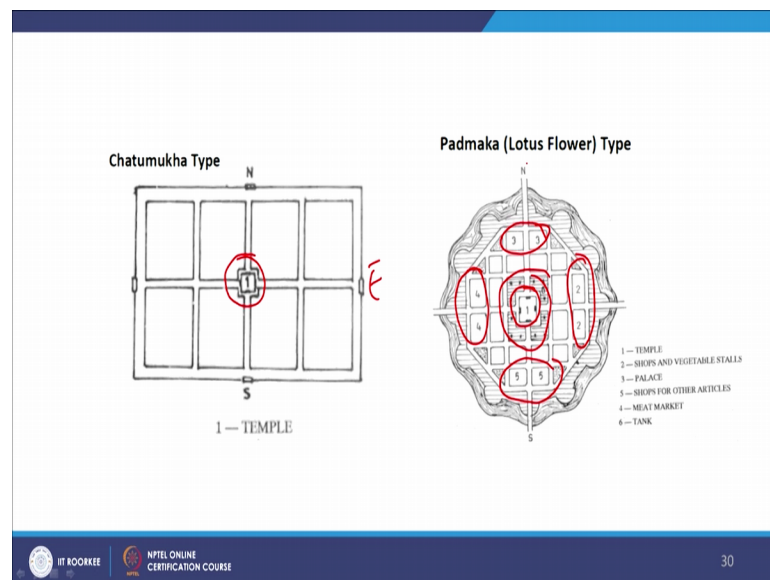 Chatumukha Type
N
1
E
S
1 — TEMPLE
Padmaka (Lotus Flower) Type
N
3 3
4
2
1
4
2
5 5
S
1 — TEMPLE
2 — SHOPS AND VEGETABLE STALLS
3 — PALACE
5 — SHOPS FOR OTHER ARTICLES
4 — MEAT MARKET
6 — TANK
IIT ROORKEE
NPTEL ONLINE
CERTIFICATION COURSE
30